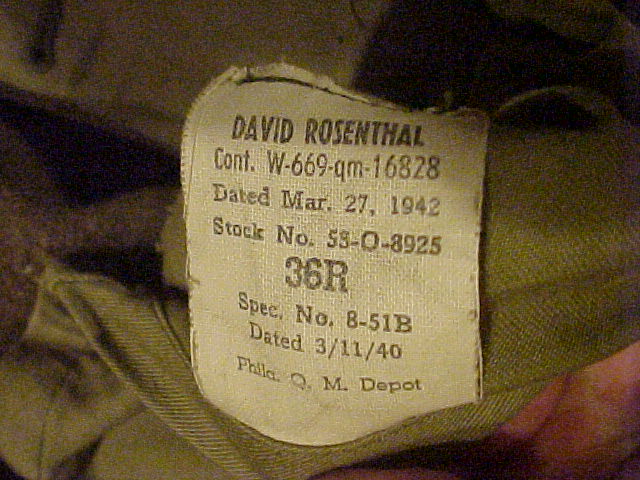 DAVID ROSENTHAL
Cont. W-669-qm-16828
Dated Mar. 27, 1942
Stock No. 53-O-8925
36R
Spec. No. 8-51B
Dated 3/11/40
Phila. Q. M. Depot